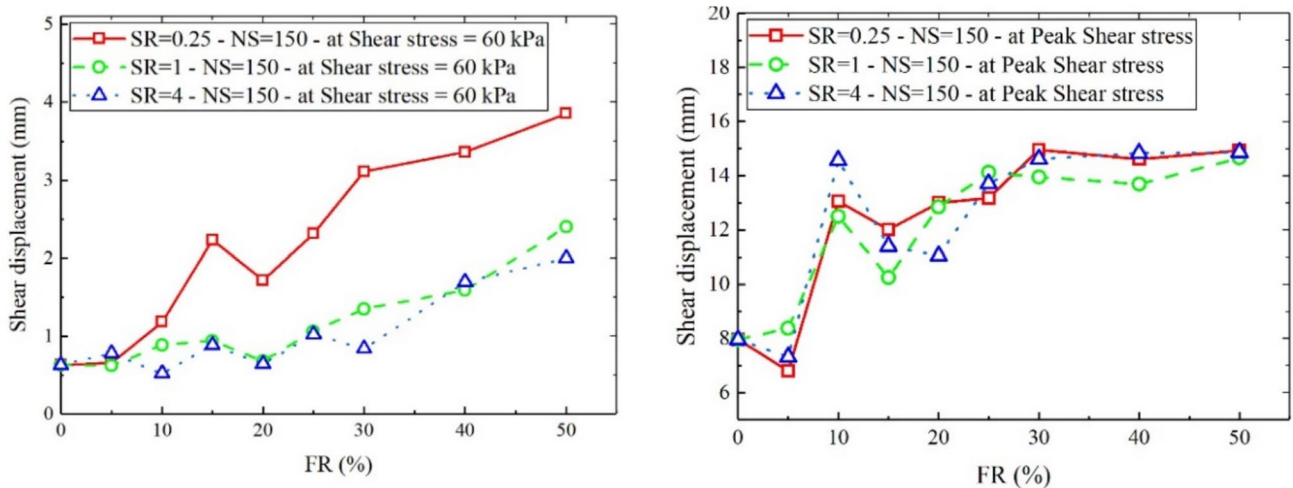 5
4
3
2
1
0
Shear displacement (mm)
SR=0.25 - NS=150 - at Shear stress = 60 kPa
SR=1 - NS=150 - at Shear stress = 60 kPa
SR=4 - NS=150 - at Shear stress = 60 kPa
0 10 20 30 40 50
FR (%)
20
18
16
14
12
10
8
6
Shear displacement (mm)
SR=0.25 - NS=150 - at Peak Shear stress
SR=1 - NS=150 - at Peak Shear stress
SR=4 - NS=150 - at Peak Shear stress
0 10 20 30 40 50
FR (%)